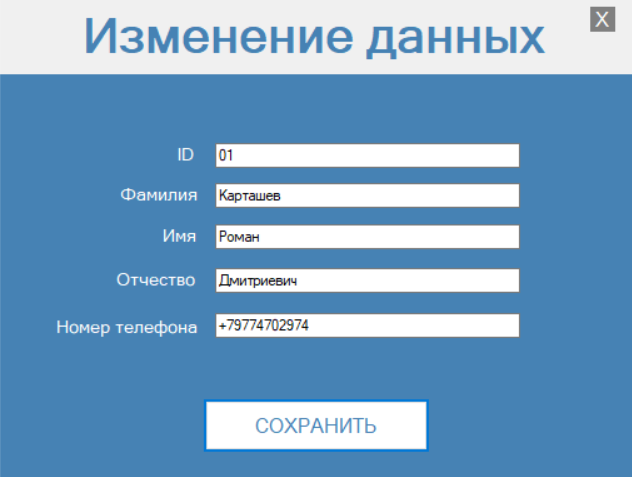 Изменение данных
X
ID 01
Фамилия Карташев
Имя Роман
Отчество Дмитриевич
Номер телефона +79774702974
СОХРАНИТЬ